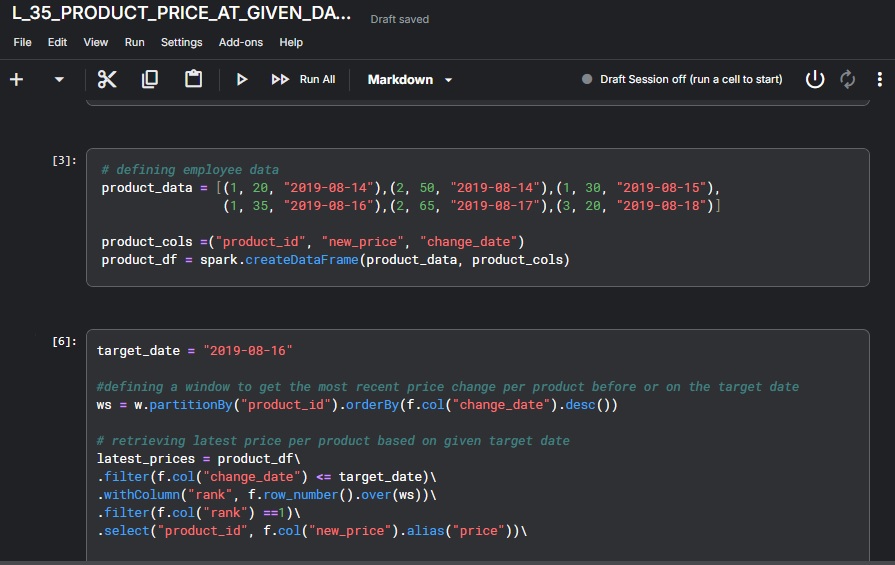 L_35_PRODUCT_PRICE_AT_GIVEN_DA...
Draft saved
File Edit View Run Settings Add-ons Help
Run All Markdown Draft Session off (run a cell to start)
[3]:
# defining employee data
product_data = [(1, 20, "2019-08-14"),(2, 50, "2019-08-14"),(1, 30, "2019-08-15"),
(1, 35, "2019-08-16"),(2, 65, "2019-08-17"),(3, 20, "2019-08-18")]
product_cols =("product_id", "new_price", "change_date")
product_df = spark.createDataFrame(product_data, product_cols)
[6]:
target_date = "2019-08-16"
#defining a window to get the most recent price change per product before or on the target date
ws = w.partitionBy("product_id").orderBy(f.col("change_date").desc())
# retrieving latest price per product based on given target date
latest_prices = product_df\
.filter(f.col("change_date") <= target_date)\
.withColumn("rank", f.row_number().over(ws))\
.filter(f.col("rank") ==1)\
.select("product_id", f.col("new_price").alias("price"))\